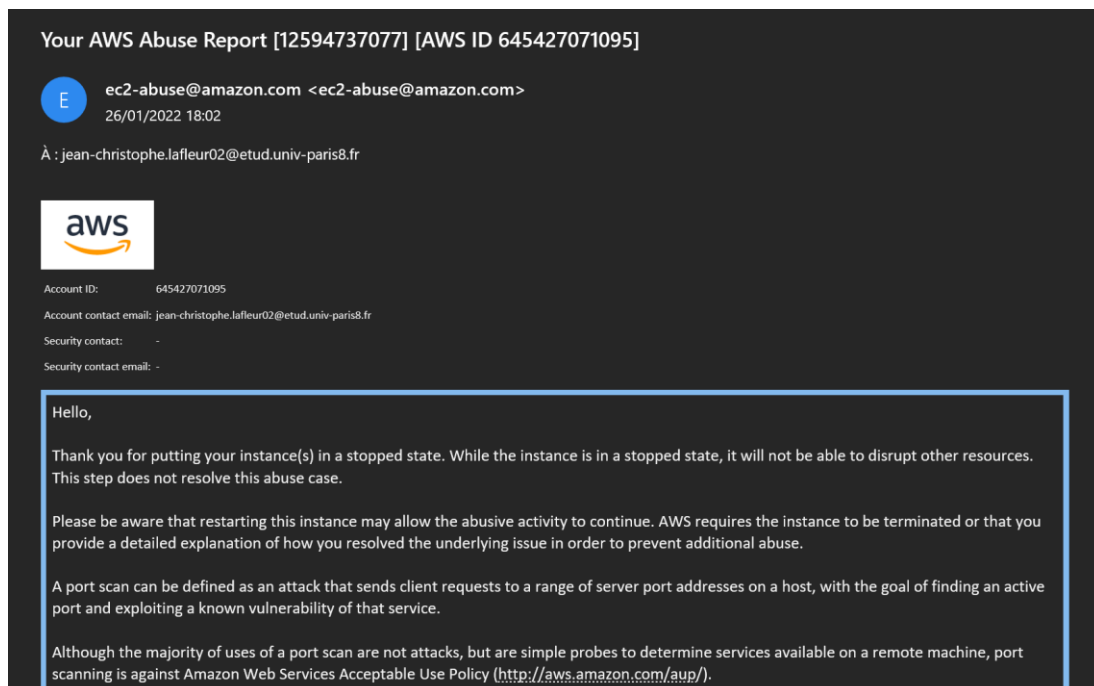 Your AWS Abuse Report [12594737077] [AWS ID 645427071095]
E
ec2-abuse@amazon.com <ec2-abuse@amazon.com>
26/01/2022 18:02
À : jean-christophe.lafleur02@etud.univ-paris8.fr
aws
Account ID: 645427071095
Account contact email: jean-christophe.lafleur02@etud.univ-paris8.fr
Security contact: -
Security contact email: -
Hello,
Thank you for putting your instance(s) in a stopped state. While the instance is in a stopped state, it will not be able to disrupt other resources.
This step does not resolve this abuse case.
Please be aware that restarting this instance may allow the abusive activity to continue. AWS requires the instance to be terminated or that you
provide a detailed explanation of how you resolved the underlying issue in order to prevent additional abuse.
A port scan can be defined as an attack that sends client requests to a range of server port addresses on a host, with the goal of finding an active
port and exploiting a known vulnerability of that service.
Although the majority of uses of a port scan are not attacks, but are simple probes to determine services available on a remote machine, port
scanning is against Amazon Web Services Acceptable Use Policy (http://aws.amazon.com/aup/).